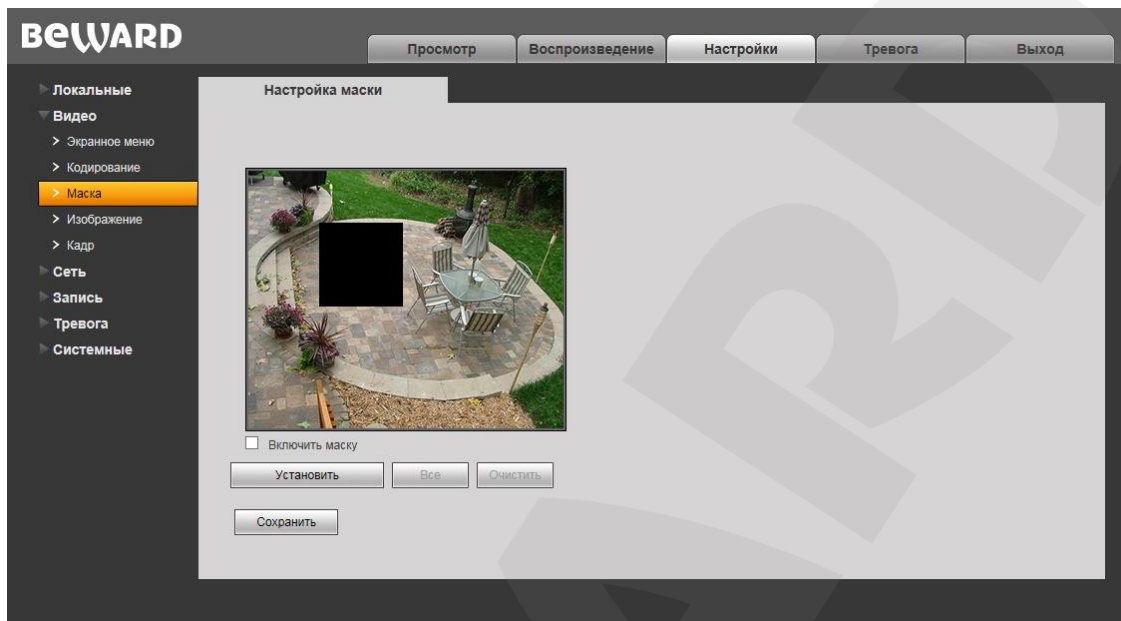 BEWARD
Просмотр Воспроизведение Настройки Тревога Выход
Локальные
Видео
> Экранное меню
> Кодирование
> Маска
> Изображение
> Кадр
Сеть
Запись
Тревога
Системные
Настройка маски
Включить маску
Установить Все Очистить
Сохранить